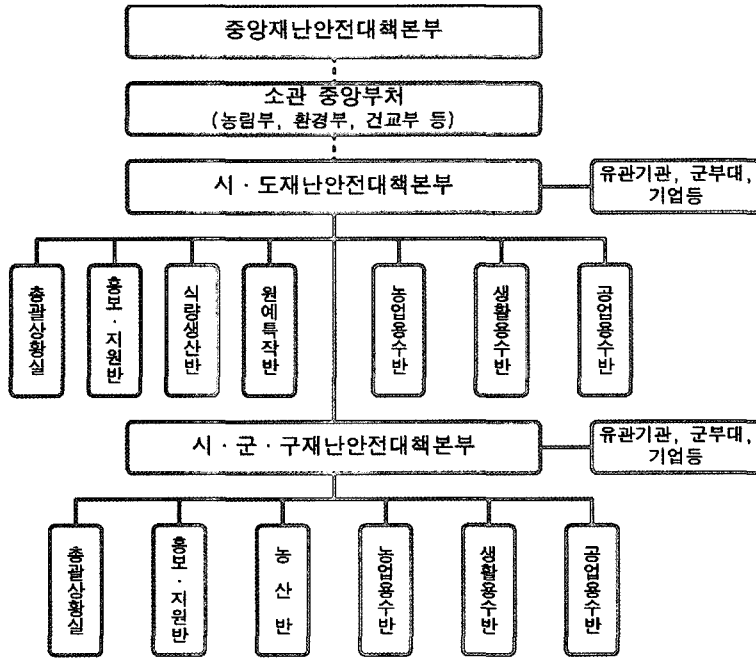 중앙재난안전대책본부
소관 중앙부처
(농림부, 환경부, 건교부 등)
시 · 도재난안전대책본부
유관기관, 군부대,
기업등
총괄상황실
홍보 · 지원반
식량생산반
원예특작반
농업용수반
생활용수반
공업용수반
시 · 군 · 구재난안전대책본부
유관기관, 군부대,
기업등
총괄상황실
홍보 · 지원반
농 산 반
농업용수반
생활용수반
공업용수반